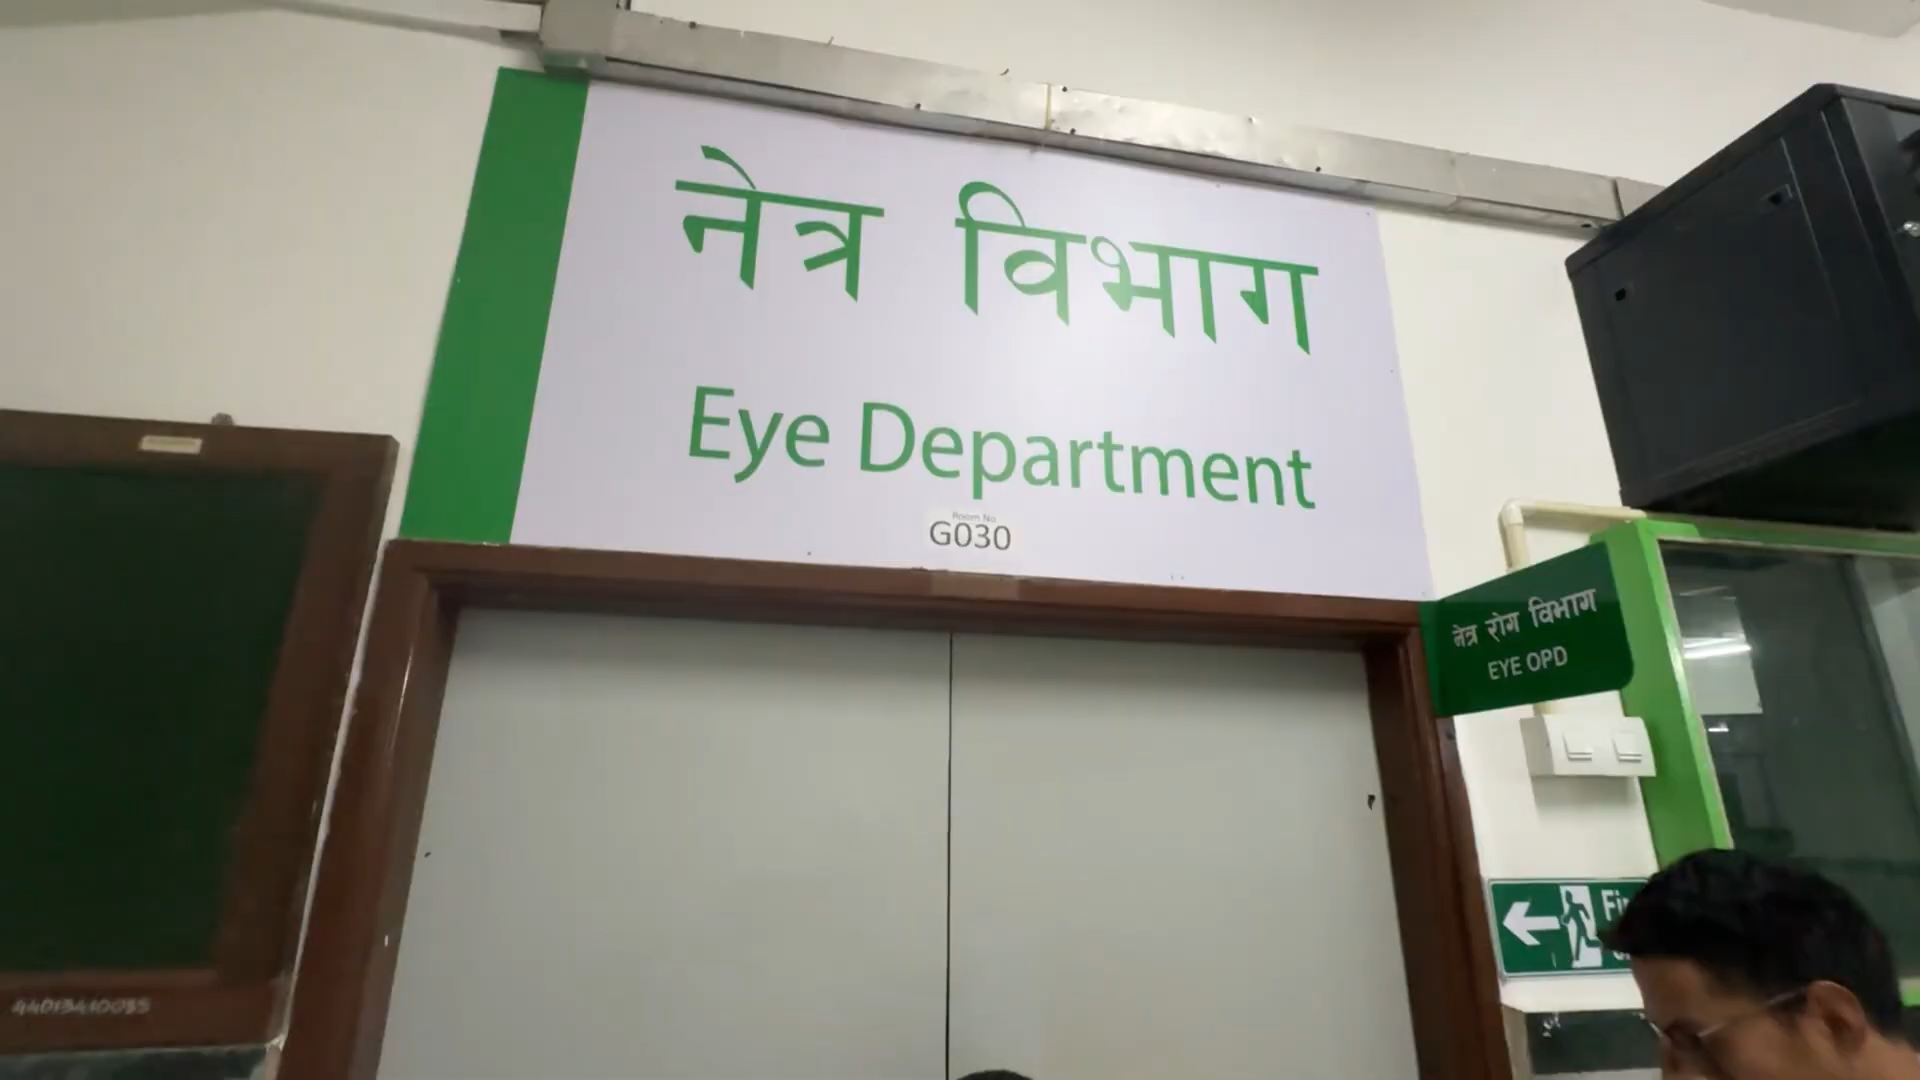 नेत्र विभाग
Eye Department
Room No
G030
नेत्र रोग विभाग
EYE OPD